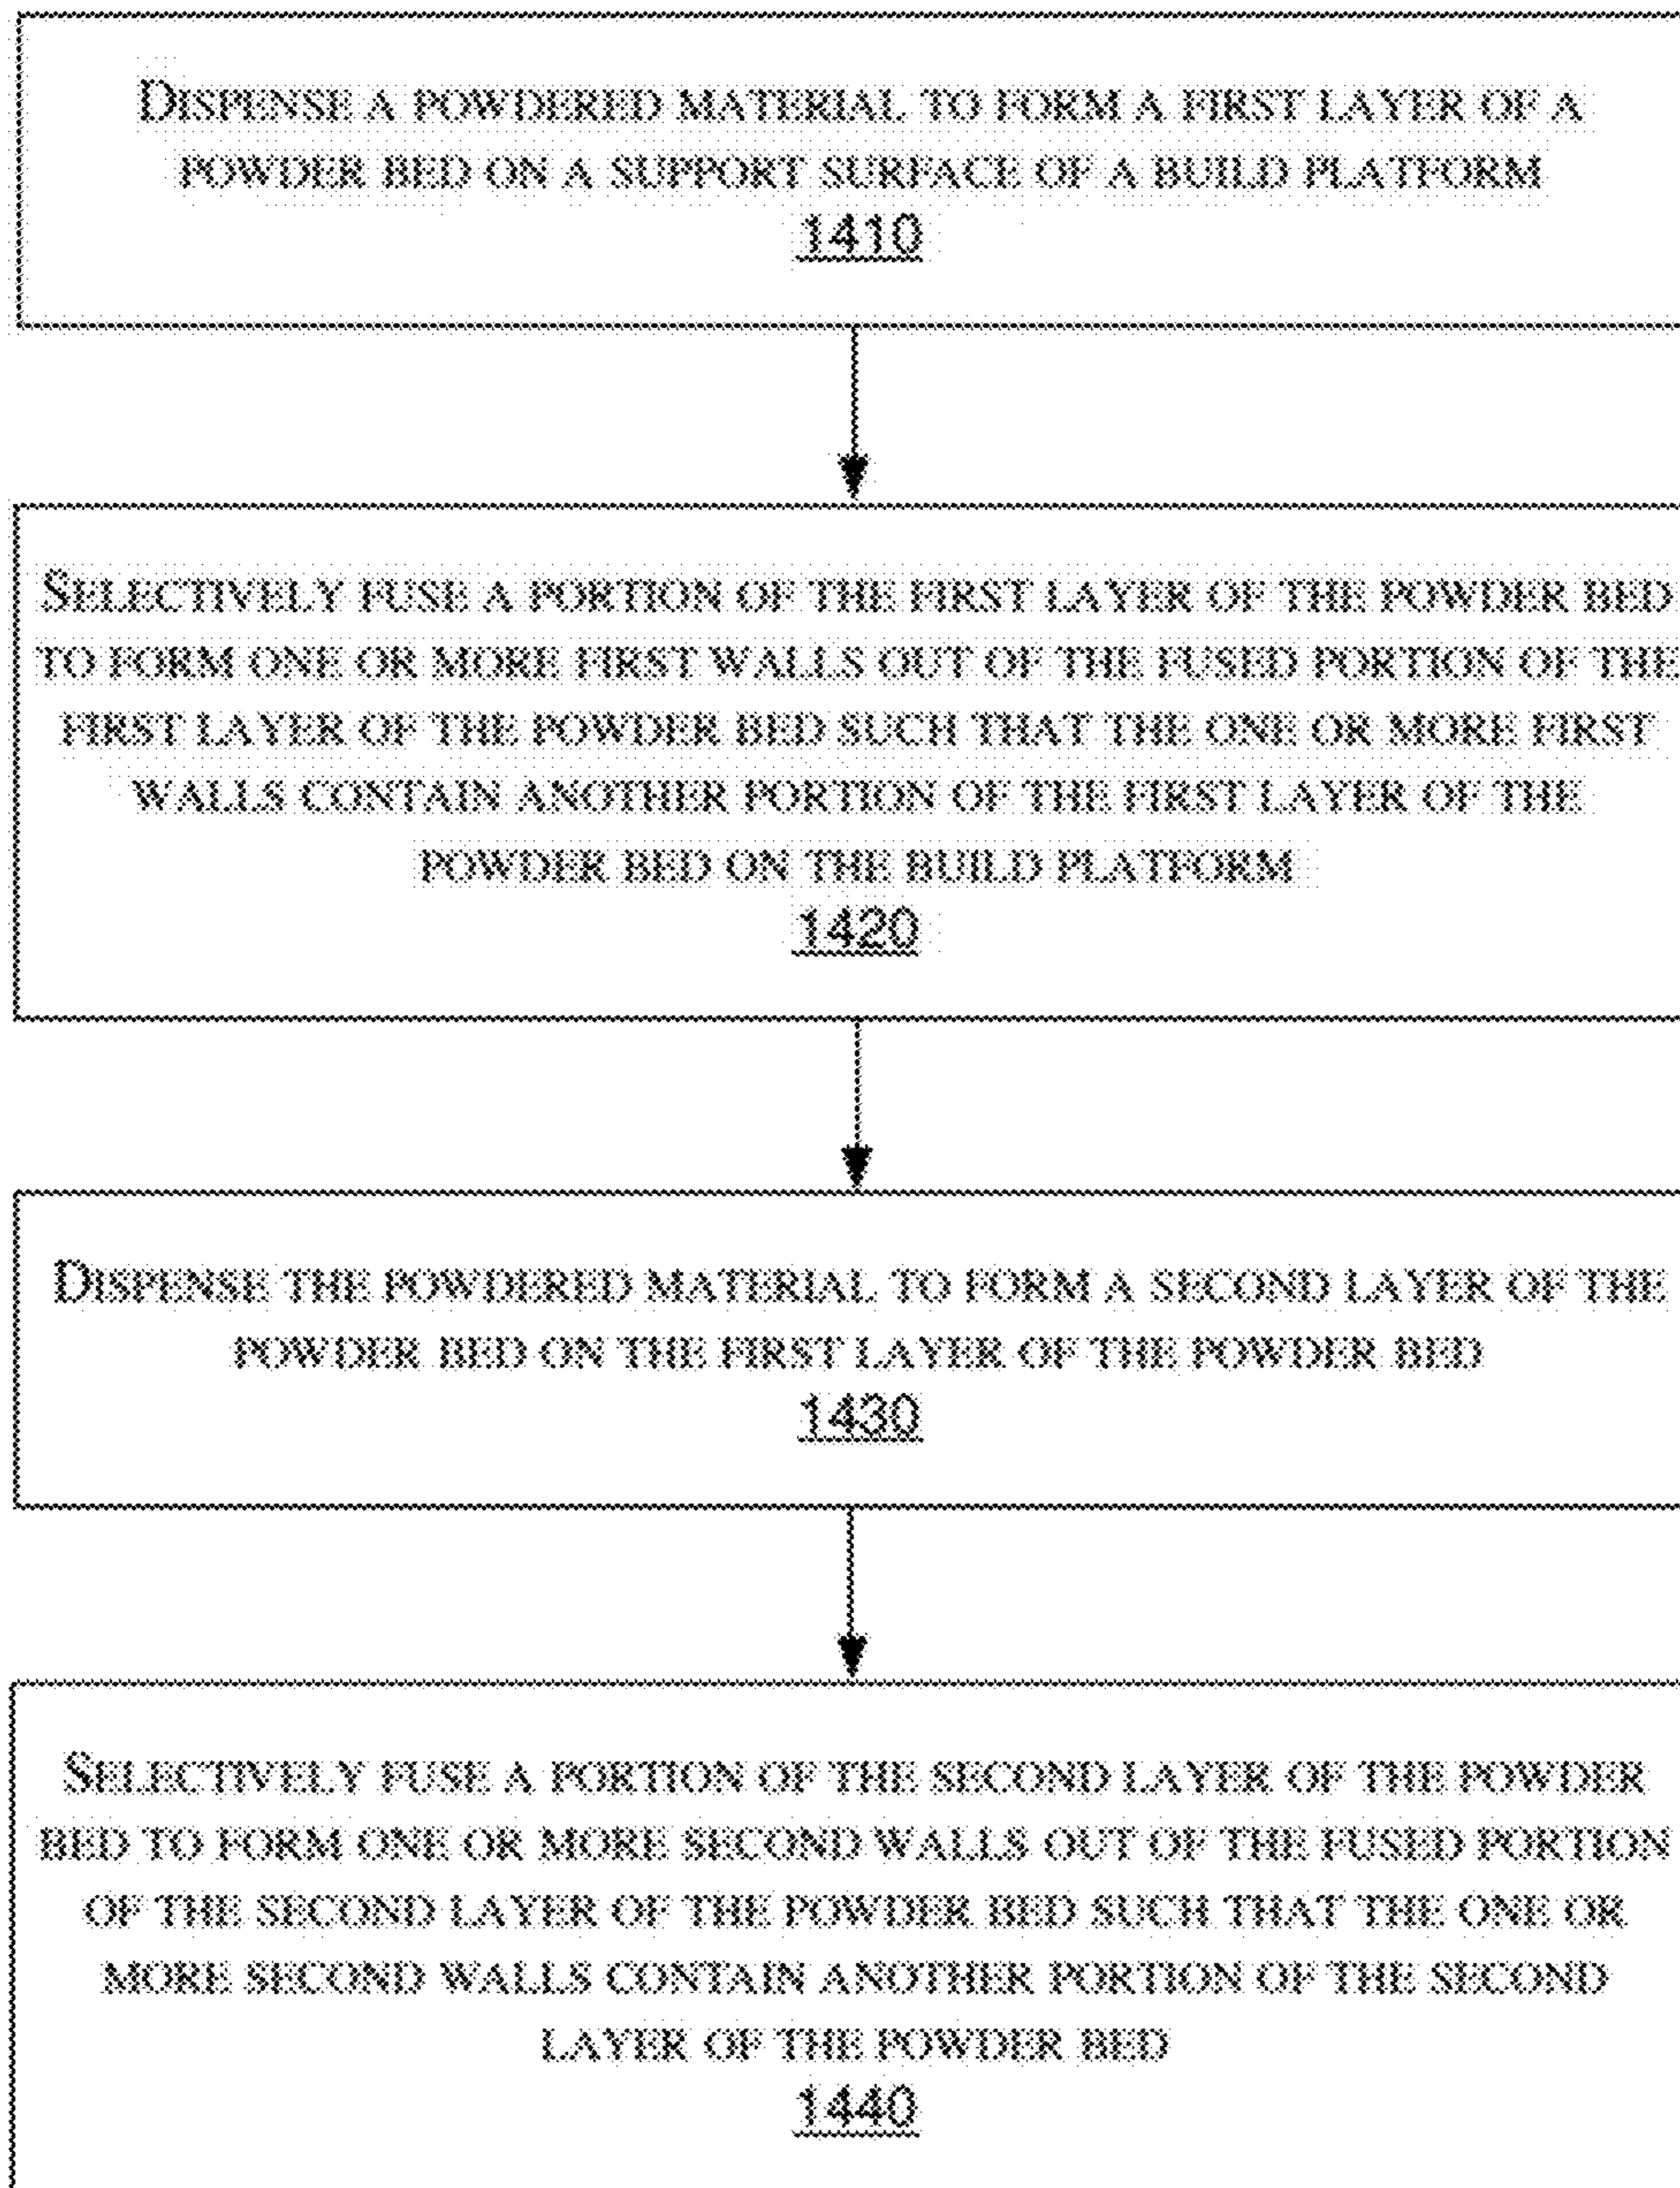 DISPENSE A POWDERED MATERIAL TO FORM A FIRST LAYER OF A
POWDER BED ON A SUPPORT SURFACE OF A BUILD PLATFORM
1410
SELECTIVELY FUSE A PORTION OF THE FIRST LAYER OF THE POWDER BED
TO FORM ONE OR MORE FIRST WALLS OUT OF THE FUSED PORTION OF THE
FIRST LAYER OF THE POWDER BED SUCH THAT THE ONE OR MORE FIRST
WALLS CONTAIN ANOTHER PORTION OF THE FIRST LAYER OF THE
POWDER BED ON THE BUILD PLATFORM
1420
DISPENSE THE POWDERED MATERIAL TO FORM A SECOND LAYER OF THE
POWDER BED ON THE FIRST LAYER OF THE POWDER BED
1430
SELECTIVELY FUSE A PORTION OF THE SECOND LAYER OF THE POWDER
BED TO FORM ONE OR MORE SECOND WALLS OUT OF THE FUSED PORTION
OF THE SECOND LAYER OF THE POWDER BED SUCH THAT THE ONE OR
MORE SECOND WALLS CONTAIN ANOTHER PORTION OF THE SECOND
LAYER OF THE POWDER BED
1440